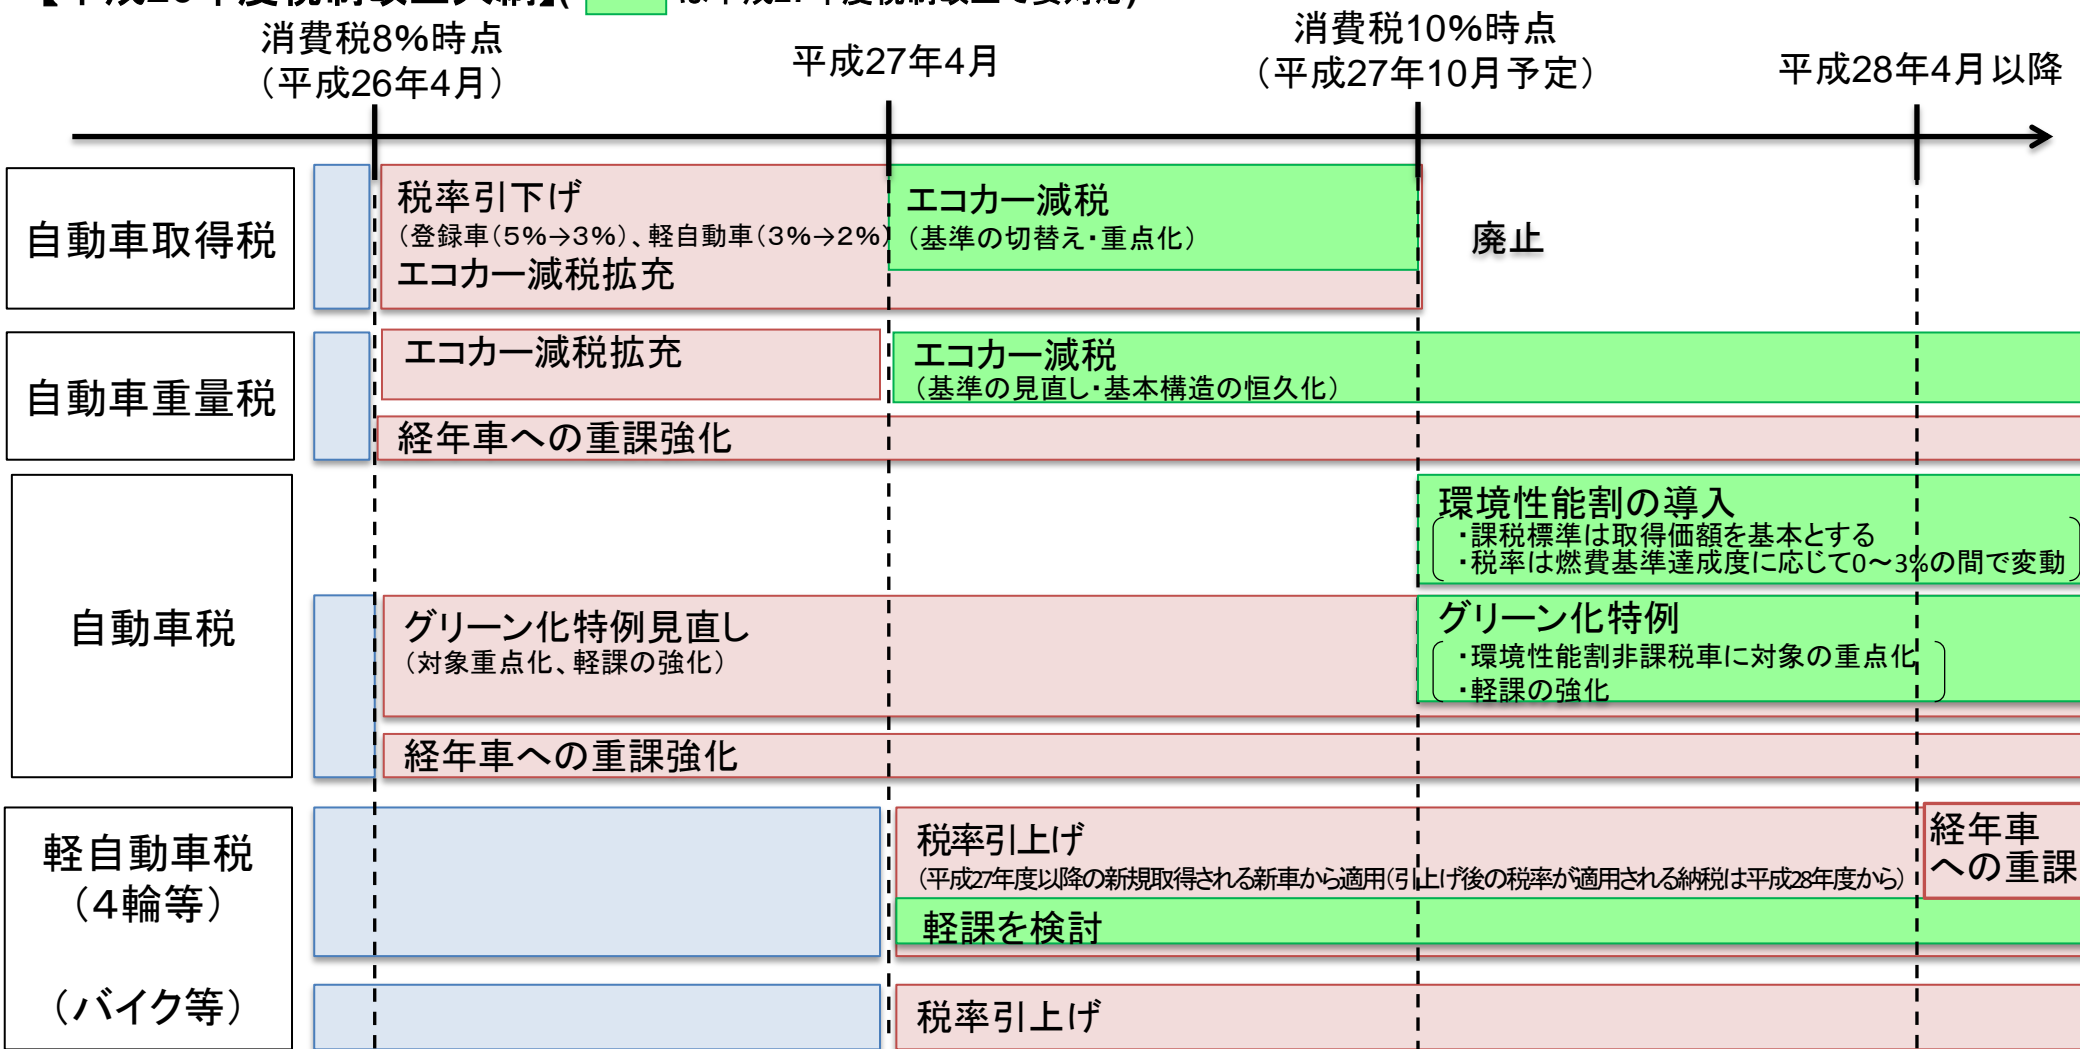 消費税8%時点
（平成26年4月）
平成27年4月
消費税10%時点
（平成27年10月予定）
平成28年4月以降
自動車取得税
税率引下げ
（登録車（5%→3%）、軽自動車（3%→2%）
エコカー減税拡充
エコカー減税
（基準の切替え・重点化）
廃止
自動車重量税
エコカー減税拡充
エコカー減税
（基準の見直し・基本構造の恒久化）
経年車への重課強化
自動車税
環境性能割の導入
・課税標準は取得価額を基本とする
・税率は燃費基準達成度に応じて0～3%の間で変動
グリーン化特例見直し
（対象重点化、軽課の強化）
グリーン化特例
・環境性能割非課税車に対象の重点化
・軽課の強化
経年車への重課強化
軽自動車税
（4輪等）
税率引上げ
（平成27年度以降の新規取得される新車から適用（引上げ後の税率が適用される納税は平成28年度から）
経年車
への重課
軽課を検討
（バイク等）
税率引上げ